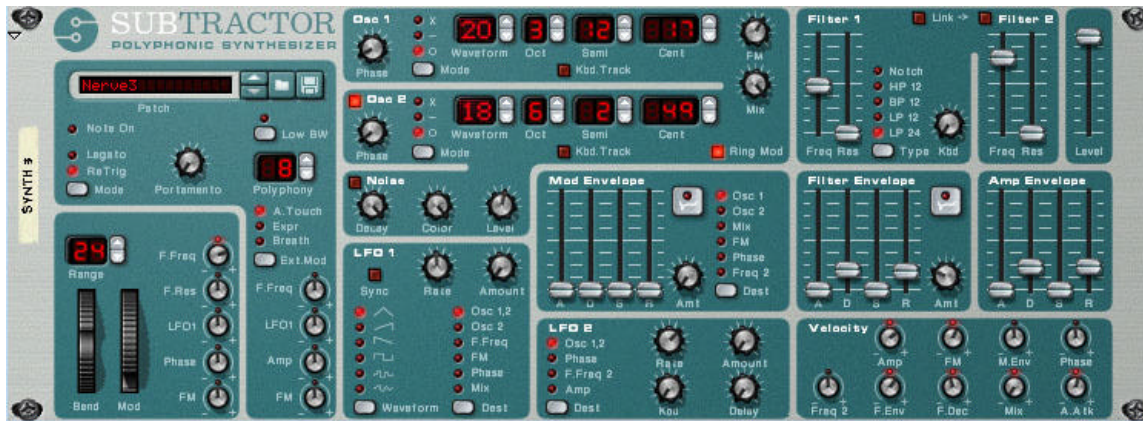 SUBTRACTOR
POLYPHONIC SYNTHESIZER
Nerve3
Patch
Note On
Low BW
Legato
ReTrig
Mode
Portamento
8
Polyphony
SYNTH 3
24
Range
F.Freq
F.Res
LFO1
Phase
FM
Bend
Mod
A.Touch
Expr
Breath
Ext.Mod
F.Freq
LFO1
Amp
FM
Osc 1
X
-
O
20
3
12
17
Phase
Mode
Waveform
Oct
Semi
Cent
Kbd.Track
FM
Mix
Osc 2
X
-
O
18
6
2
49
Phase
Mode
Waveform
Oct
Semi
Cent
Kbd.Track
Ring Mod
Noise
Decay
Color
Level
LFO 1
Sync
Rate
Amount
Osc 1,2
Osc 2
F.Freq
FM
Phase
Mix
Waveform
Dest
Mod Envelope
A D S R
Amt
Osc 1
Osc 2
Mix
FM
Phase
Freq 2
Dest
LFO 2
Osc 1,2
Phase
F.Freq 2
Amp
Dest
Rate
Amount
Kbd
Delay
Filter 1
Link ->
Filter 2
Notch
HP 12
BP 12
LP 12
LP 24
Freq Res
Type
Kbd
Freq Res
Level
Filter Envelope
A D S R
Amt
Amp Envelope
A D S R
Velocity
Amp
FM
M.Env
Phase
Freq 2
F.Env
F.Dec
Mix
A.Atk